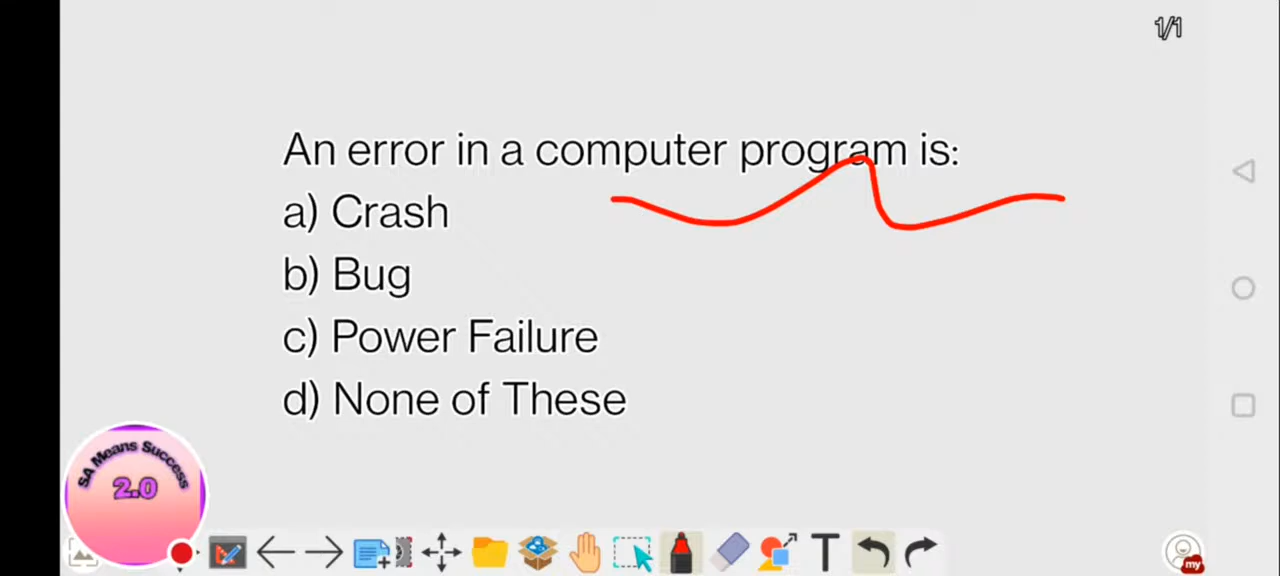 1/1
An error in a computer program is:
a) Crash
b) Bug
c) Power Failure
d) None of These
SA Means Success
2.0
T
my